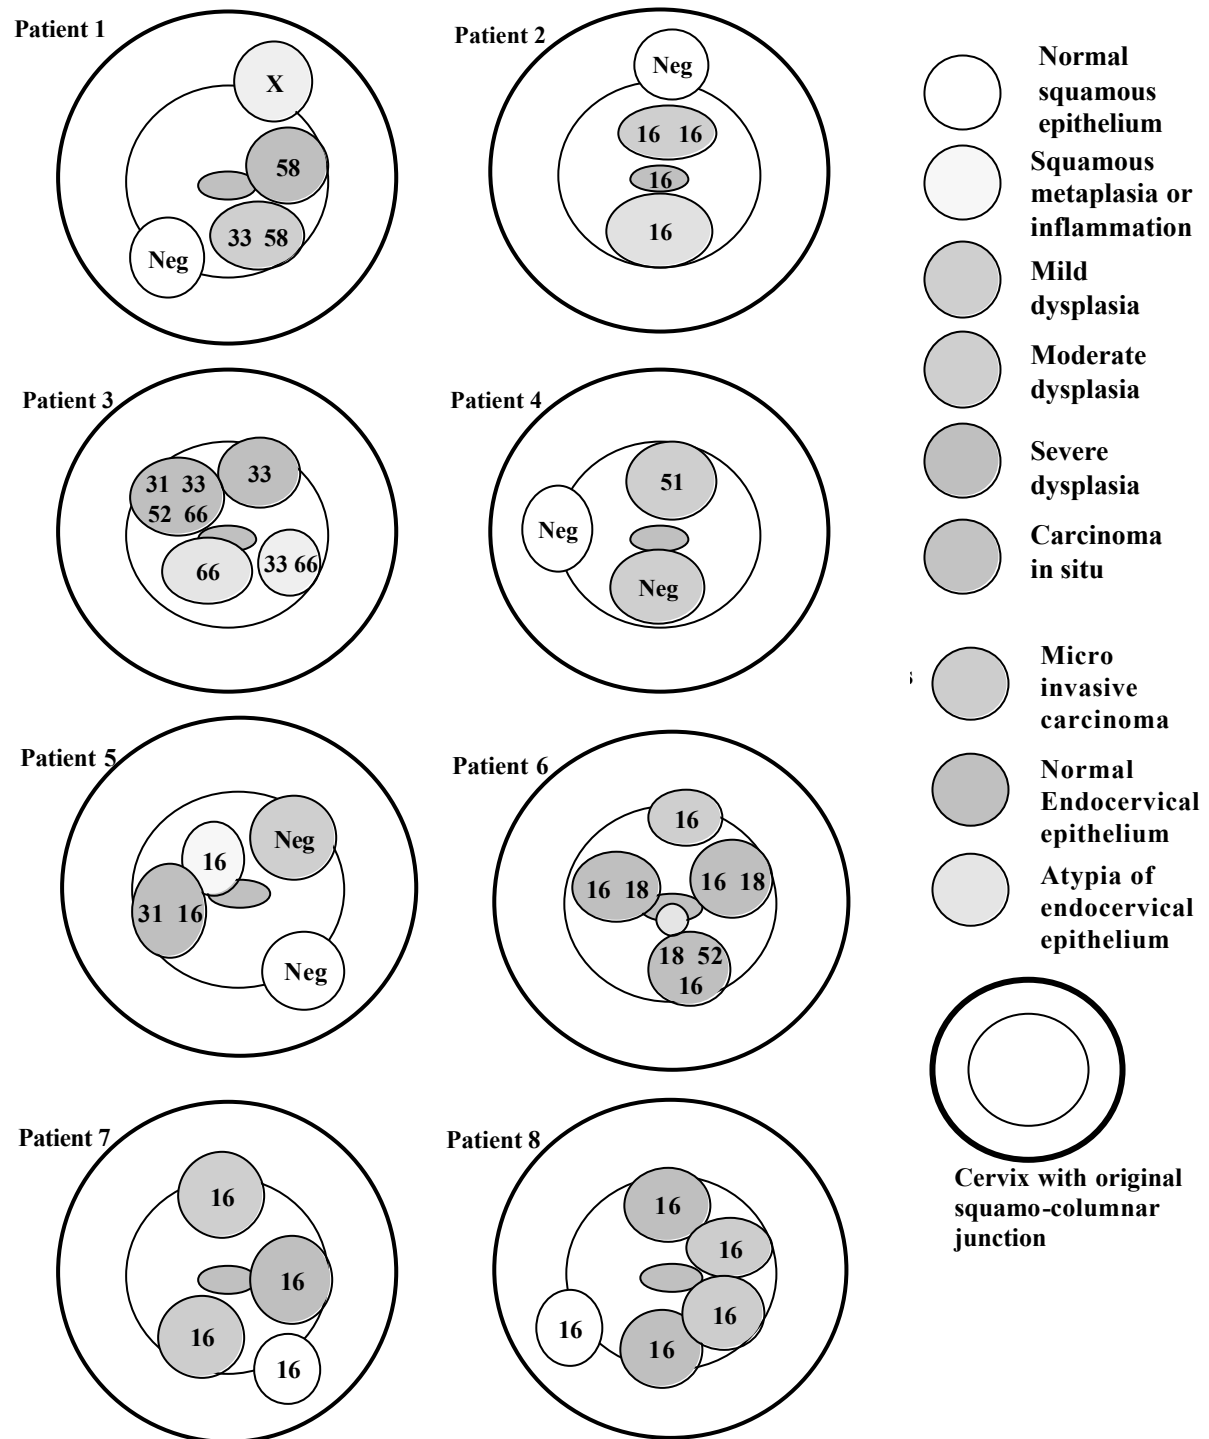 Patient 1
X
58
33 58
Neg
Patient 2
Neg
16 16
16
16
Patient 3
31 33
52 66
33
66
33 66
Patient 4
51
Neg
Neg
Patient 5
Neg
16
31 16
Neg
Patient 6
16
16 18
16 18
18 52
16
Patient 7
16
16
16
16
Patient 8
16
16
16
16
16
Normal
squamous
epithelium
Squamous
metaplasia or
inflammation
Mild
dysplasia
Moderate
dysplasia
Severe
dysplasia
Carcinoma
in situ
Micro
invasive
carcinoma
Normal
Endocervical
epithelium
Atypia of
endocervical
epithelium
Cervix with original
squamo-columnar
junction